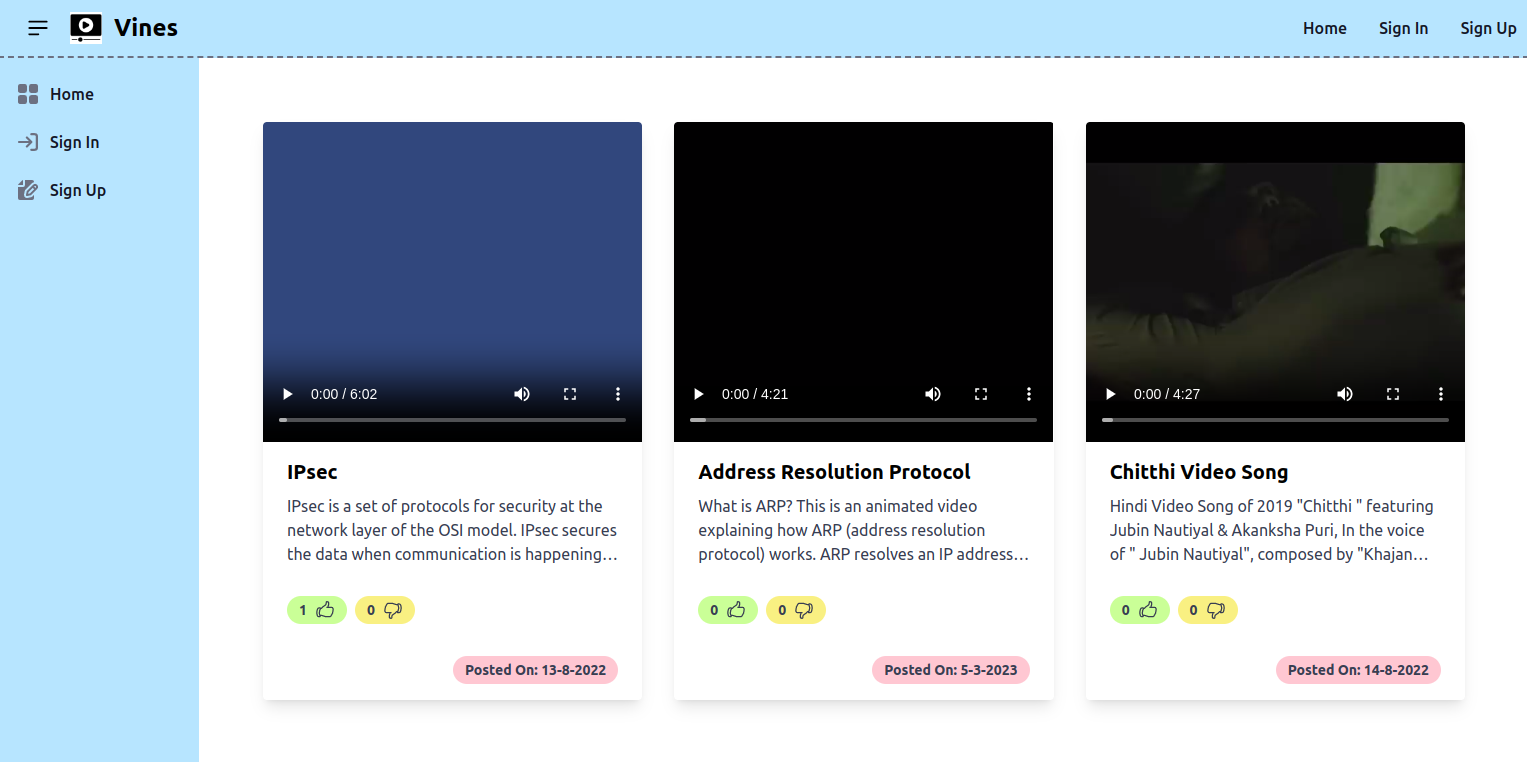 Vines
Home Sign In Sign Up
Home
Sign In
Sign Up
0:00 / 6:02
IPsec
IPsec is a set of protocols for security at the
network layer of the OSI model. IPsec secures
the data when communication is happening...
1 0
Posted On: 13-8-2022
0:00 / 4:21
Address Resolution Protocol
What is ARP? This is an animated video
explaining how ARP (address resolution
protocol) works. ARP resolves an IP address...
0 0
Posted On: 5-3-2023
0:00 / 4:27
Chitthi Video Song
Hindi Video Song of 2019 "Chitthi " featuring
Jubin Nautiyal & Akanksha Puri, In the voice
of " Jubin Nautiyal", composed by "Khajan...
0 0
Posted On: 14-8-2022